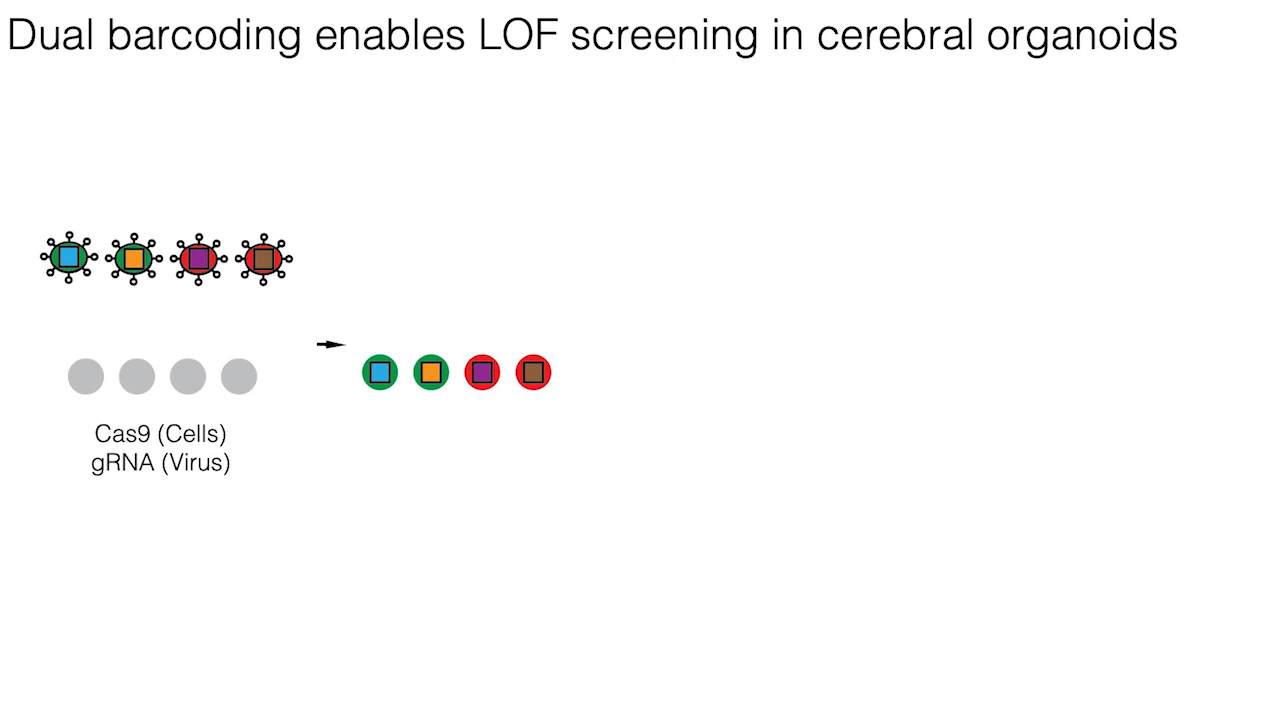 Dual barcoding enables LOF screening in cerebral organoids
Cas9 (Cells)
gRNA (Virus)